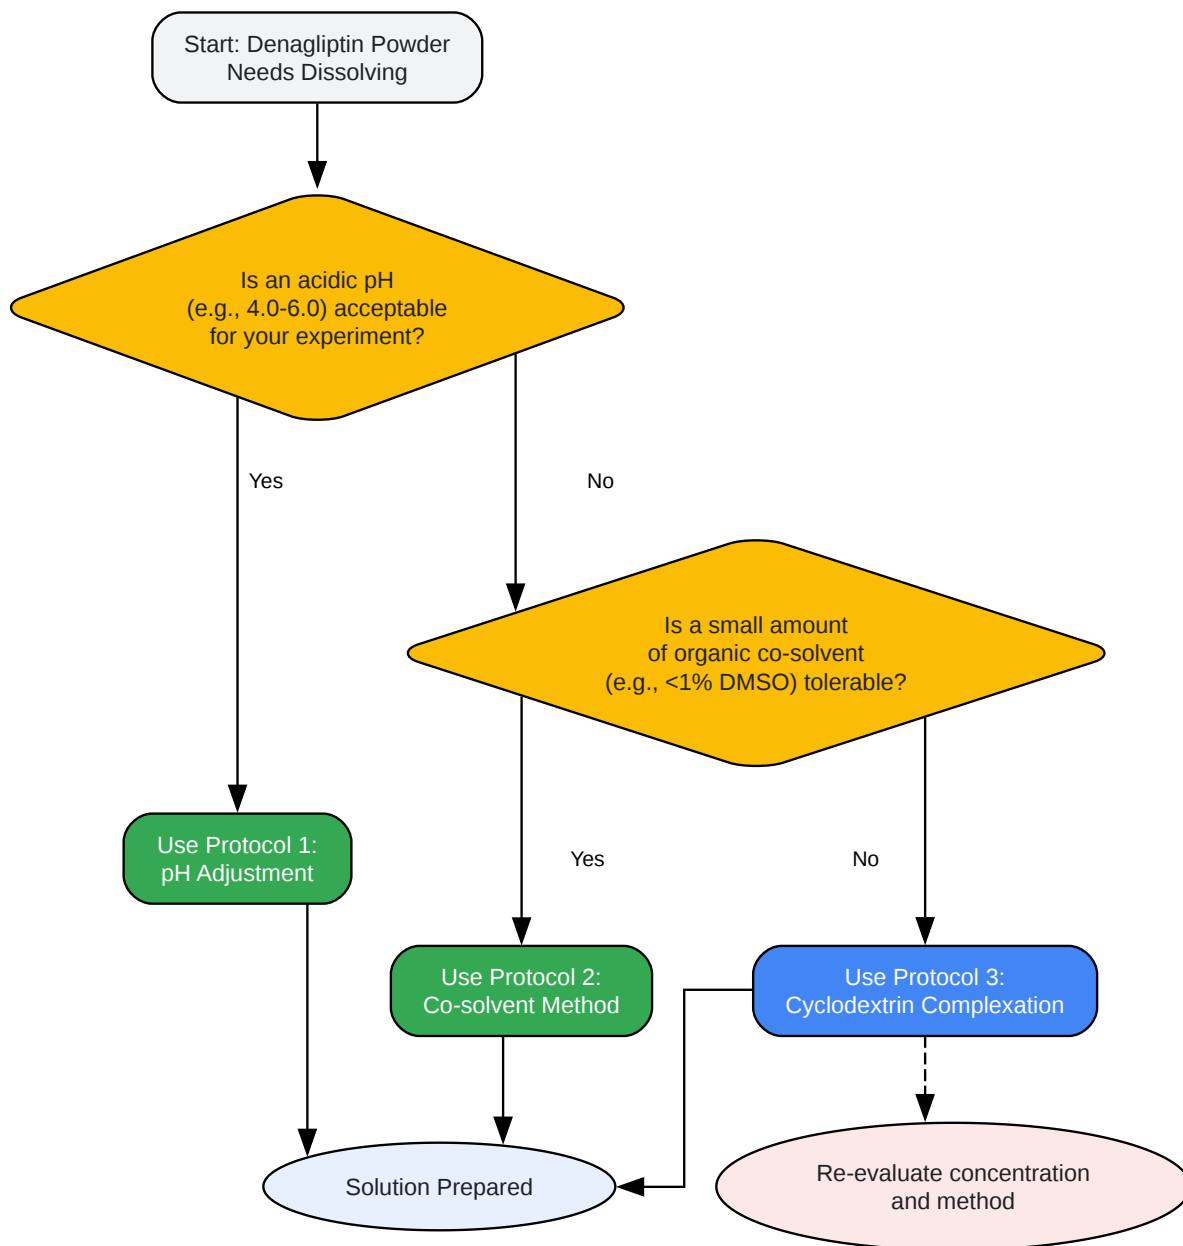 Start: Denagliptin Powder
Needs Dissolving
Is an acidic pH
(e.g., 4.0-6.0) acceptable
for your experiment?
Yes
No
Is a small amount
of organic co-solvent
(e.g., <1% DMSO) tolerable?
Use Protocol 1:
pH Adjustment
Yes
No
Use Protocol 2:
Co-solvent Method
Use Protocol 3:
Cyclodextrin Complexation
Solution Prepared
Re-evaluate concentration
and method